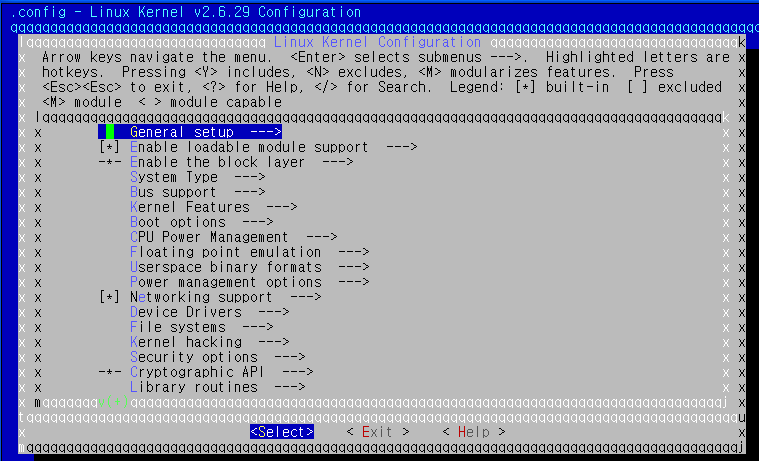 .config - Linux Kernel v2.6.29 Configuration
Linux Kernel Configuration
Arrow keys navigate the menu. <Enter> selects submenus --->. Highlighted letters are
hotkeys. Pressing <Y> includes, <N> excludes, <M> modularizes features. Press
<Esc><Esc> to exit, <?> for Help, </> for Search. Legend: [*] built-in [ ] excluded
<M> module < > module capable
General setup --->
[*] Enable loadable module support --->
-*- Enable the block layer --->
System Type --->
Bus support --->
Kernel Features --->
Boot options --->
CPU Power Management --->
Floating point emulation --->
Userspace binary formats --->
Power management options --->
[*] Networking support --->
Device Drivers --->
File systems --->
Kernel hacking --->
Security options --->
-*- Cryptographic API --->
Library routines --->
<Select> < Exit > < Help >